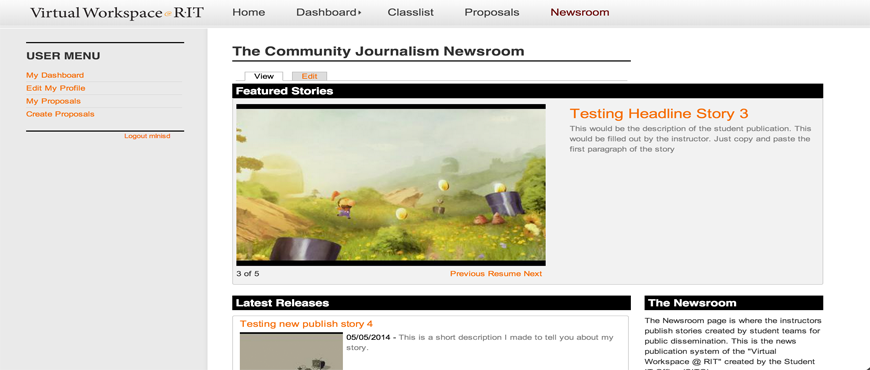 Virtual Workspace @ RIT
Home Dashboard Classlist Proposals Newsroom
USER MENU
My Dashboard
Edit My Profile
My Proposals
Create Proposals
Logout mlnisd
The Community Journalism Newsroom
View Edit
Featured Stories
Testing Headline Story 3
This would be the description of the student publication. This
would be filled out by the instructor. Just copy and paste the
first paragraph of the story
3 of 5
Previous Resume Next
Latest Releases
Testing new publish story 4
05/05/2014 - This is a short description I made to tell you about my
story.
The Newsroom
The Newsroom page is where the instructors
publish stories created by student teams for
public dissemination. This is the news
publication system of the "Virtual
Workspace @ RIT" created by the Student